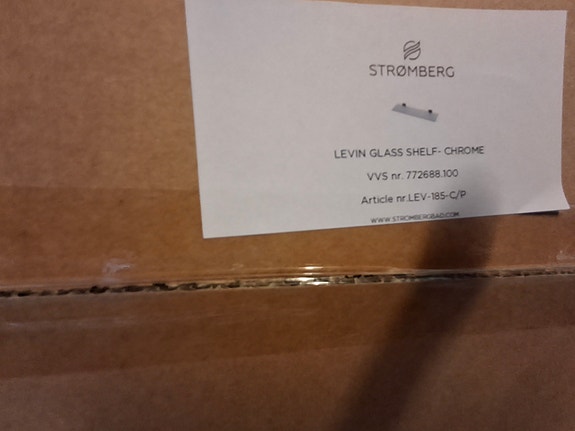 STRØMBERG
LEVIN GLASS SHELF- CHROME
VVS nr. 772688.100
Article nr.LEV-185-C/P
WWW.STROMBERGBAD.COM